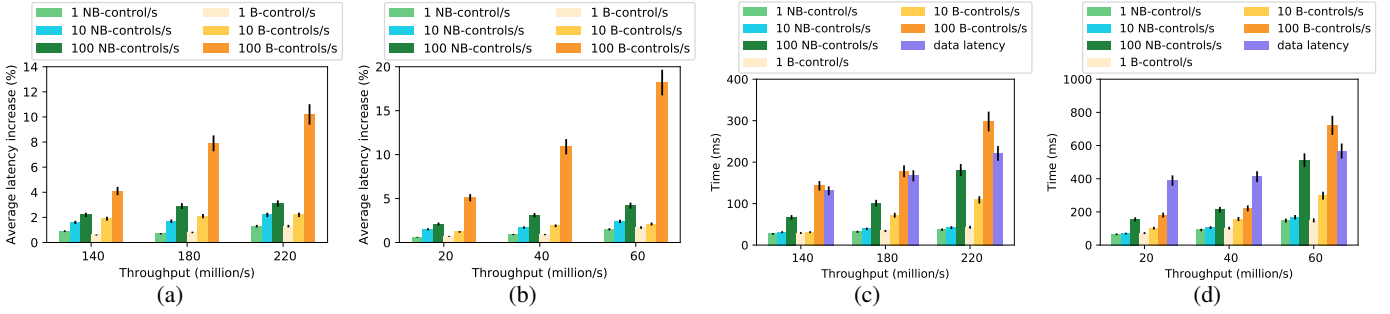 1 NB-control/s
10 NB-controls/s
100 NB-controls/s
1 B-control/s
10 B-controls/s
100 B-controls/s
14
12
10
8
6
4
2
0
Average latency increase (%)
140
180
220
Throughput (million/s)
(a)
1 NB-control/s
10 NB-controls/s
100 NB-controls/s
1 B-control/s
10 B-controls/s
100 B-controls/s
20
15
10
5
0
Average latency increase (%)
20
40
60
Throughput (million/s)
(b)
1 NB-control/s
10 NB-controls/s
100 NB-controls/s
1 B-control/s
10 B-controls/s
100 B-controls/s
data latency
400
300
200
100
0
Time (ms)
140
180
220
Throughput (million/s)
(c)
1 NB-control/s
10 NB-controls/s
100 NB-controls/s
1 B-control/s
10 B-controls/s
100 B-controls/s
data latency
1000
800
600
400
200
0
Time (ms)
20
40
60
Throughput (million/s)
(d)